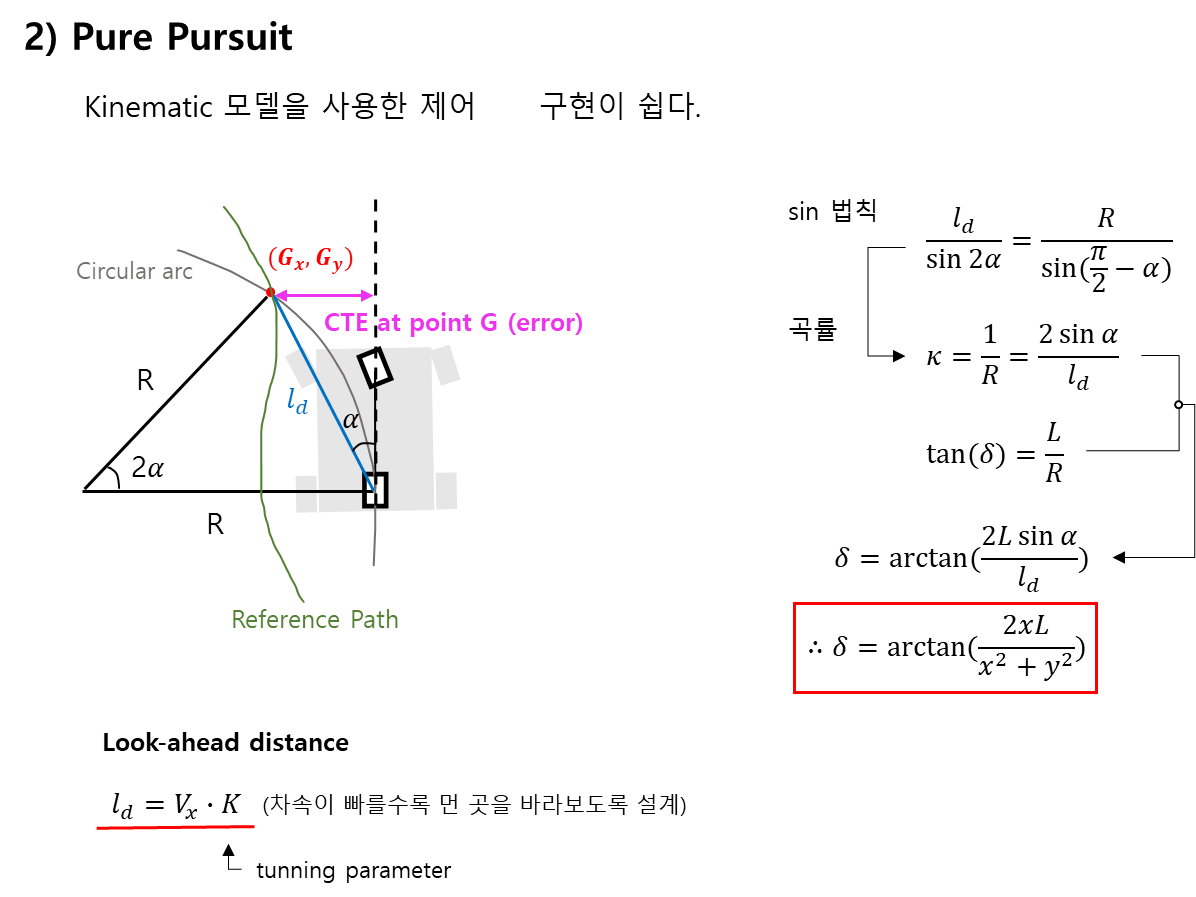 2) Pure Pursuit
Kinematic 모델을 사용한 제어 구현이 쉽다.
Circular arc
(Gₓ, Gᵧ)
CTE at point G (error)
R
l_d
α
2α
R
Reference Path
sin 법칙
l_d / sin 2α = R / sin(π/2 − α)
곡률
κ = 1/R = 2 sin α / l_d
tan(δ) = L/R
δ = arctan(2L sin α / l_d)
∴ δ = arctan(2xL / x² + y²)
Look-ahead distance
l_d = Vₓ · K (차속이 빠를수록 먼 곳을 바라보도록 설계)
tunning parameter